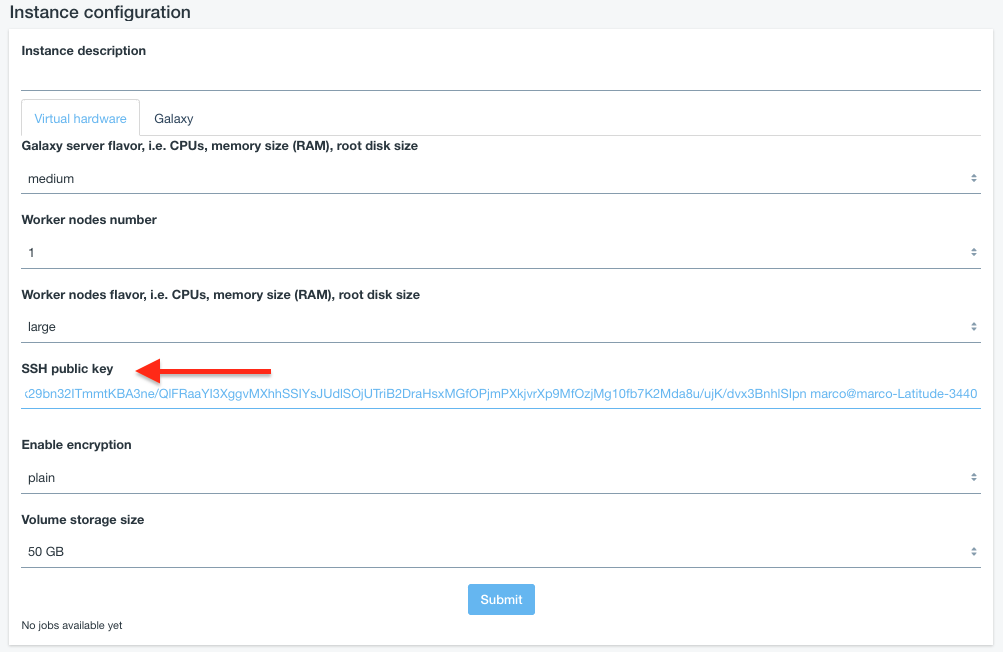 Instance configuration
Instance description
Virtual hardware Galaxy
Galaxy server flavor, i.e. CPUs, memory size (RAM), root disk size
medium
Worker nodes number
1
Worker nodes flavor, i.e. CPUs, memory size (RAM), root disk size
large
SSH public key
29bn32ITmmtKBA3ne/QlFRaaYI3XggvMXhhSSIYsJUdlSOjUTriB2DraHsxMGfOPjmPXkjvrXp9MfOzjMg10fb7K2Mda8u/ujK/dvx3BnhlSIpn marco@marco-Latitude-3440
Enable encryption
plain
Volume storage size
50 GB
Submit
No jobs available yet